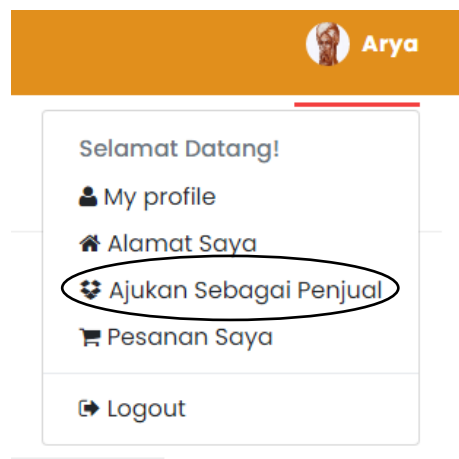 Arya
Selamat Datang!
My profile
Alamat Saya
Ajukan Sebagai Penjual
Pesanan Saya
Logout